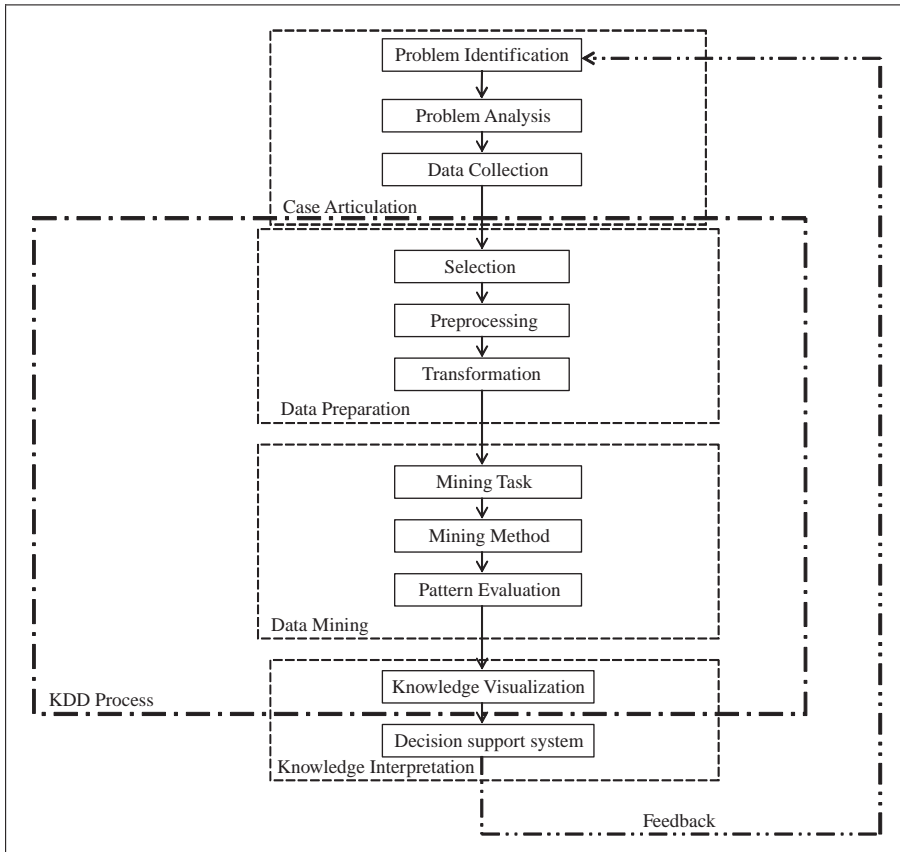 Problem Identification
Problem Analysis
Data Collection
Case Articulation
Selection
Preprocessing
Transformation
Data Preparation
Mining Task
Mining Method
Pattern Evaluation
Data Mining
Knowledge Visualization
KDD Process
Decision support system
Knowledge Interpretation
Feedback